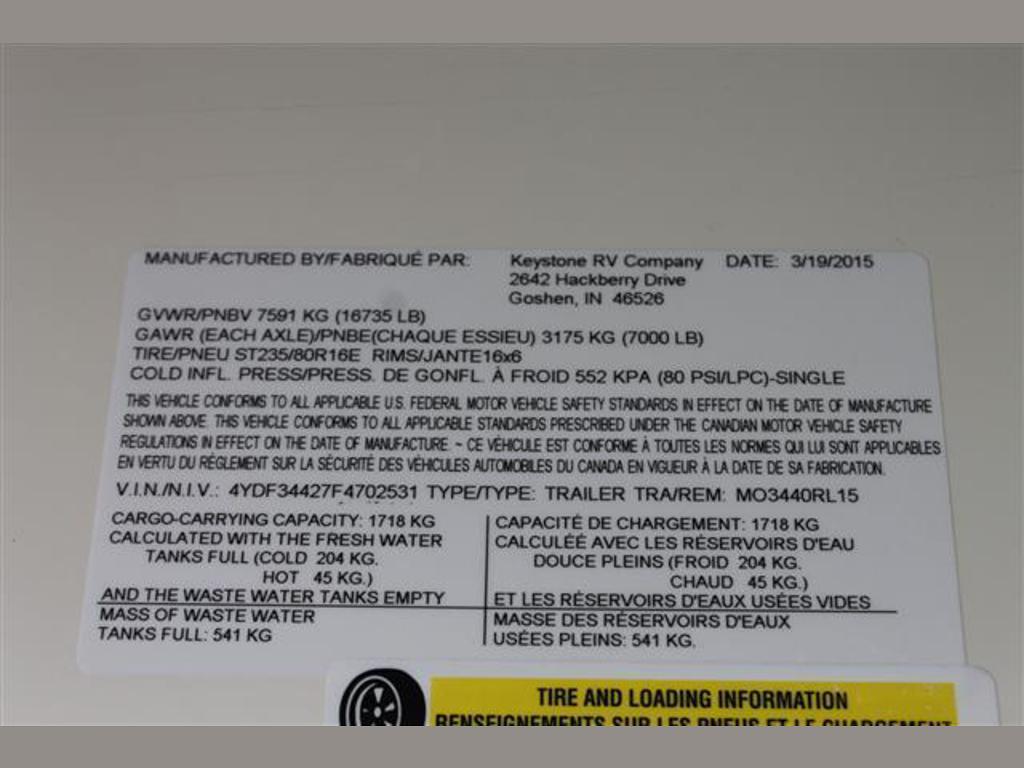 MANUFACTURED BY/FABRIQUÉ PAR: Keystone RV Company DATE: 3/19/2015
2642 Hackberry Drive
Goshen, IN 46526
GVWR/PNBV 7591 KG (16735 LB)
GAWR (EACH AXLE)/PNBE(CHAQUE ESSIEU) 3175 KG (7000 LB)
TIRE/PNEU ST235/80R16E RIMS/JANTE16x6
COLD INFL. PRESS/PRESS. DE GONFL. À FROID 552 KPA (80 PSI/LPC)-SINGLE
THIS VEHICLE CONFORMS TO ALL APPLICABLE U.S. FEDERAL MOTOR VEHICLE SAFETY STANDARDS IN EFFECT ON THE DATE OF MANUFACTURE
SHOWN ABOVE. THIS VEHICLE CONFORMS TO ALL APPLICABLE STANDARDS PRESCRIBED UNDER THE CANADIAN MOTOR VEHICLE SAFETY
REGULATIONS IN EFFECT ON THE DATE OF MANUFACTURE. ~ CE VÉHICULE EST CONFORME À TOUTES LES NORMES QUI LUI SONT APPLICABLES
EN VERTU DU RÉGLEMENT SUR LA SÉCURITÉ DES VÉHICULES AUTOMOBILES DU CANADA EN VIGUEUR À LA DATE DE SA FABRICATION.
V.I.N./N.I.V.: 4YDF34427F4702531 TYPE/TYPE: TRAILER TRA/REM: MO3440RL15
CARGO-CARRYING CAPACITY: 1718 KG
CALCULATED WITH THE FRESH WATER
TANKS FULL (COLD 204 KG.
HOT 45 KG.)
AND THE WASTE WATER TANKS EMPTY
MASS OF WASTE WATER
TANKS FULL: 541 KG
CAPACITÉ DE CHARGEMENT: 1718 KG
CALCULÉE AVEC LES RÉSERVOIRS D'EAU
DOUCE PLEINS (FROID 204 KG.
CHAUD 45 KG.)
ET LES RÉSERVOIRS D'EAUX USÉES VIDES
MASSE DES RÉSERVOIRS D'EAUX
USÉES PLEINS: 541 KG.
TIRE AND LOADING INFORMATION
RENSEIGNEMENTS SUR LES PNEUS ET LE CHARGEMENT